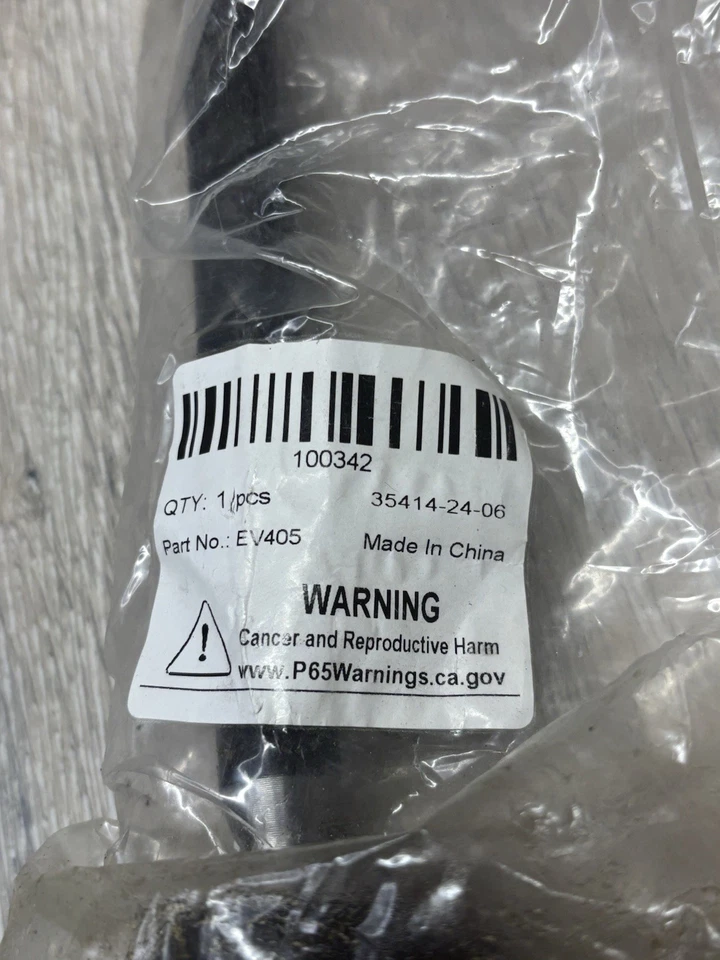 100342
QTY: 1/pcs 35414-24-06
Part No.: EV405 Made In China
WARNING
Cancer and Reproductive Harm
www.P65Warnings.ca.gov